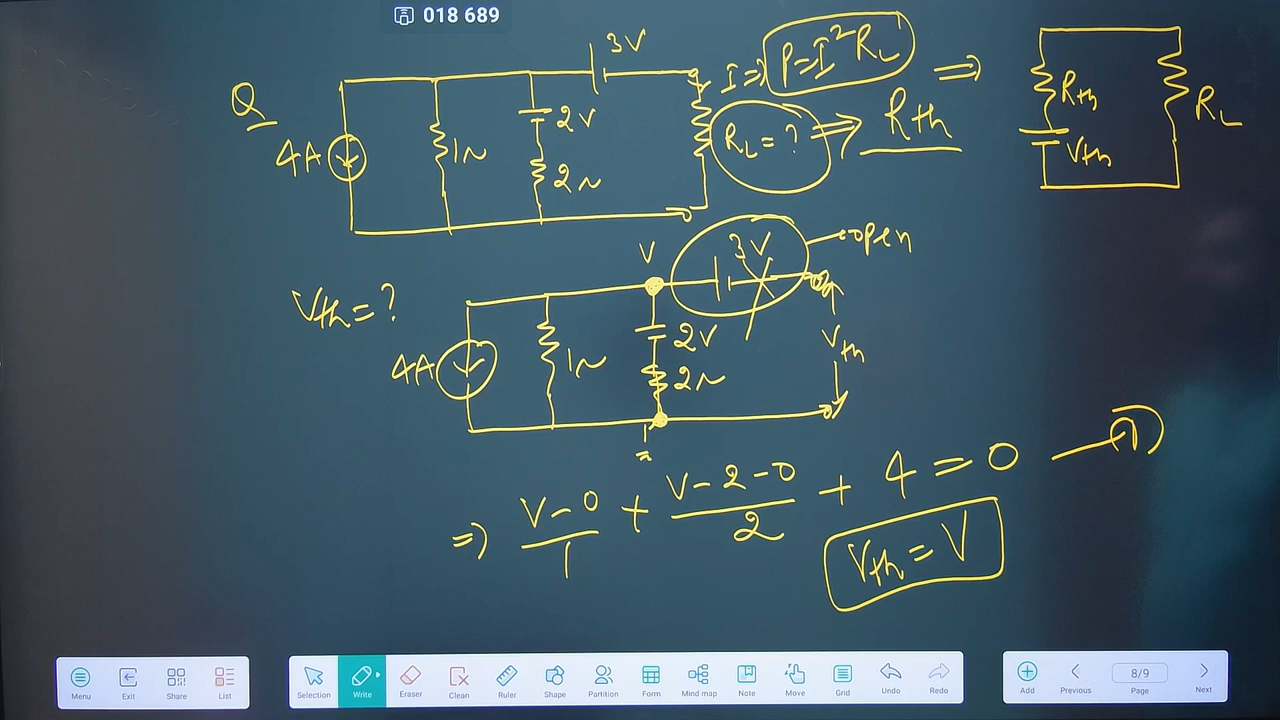 018 689
3V
I ⇒ P=I²RL
Q
4A
1Ω
2V
2Ω
RL = ?
⇒ Rth
⇒
Rth
Vth
RL
Vth = ?
V
3V
open
4A
1Ω
2V
2Ω
Vth
⇒ V-0/1 + V-2-0/2 + 4 = 0 → ①
Vth = V
Menu
Exit
Share
List
Selection
Write
Eraser
Clean
Ruler
Shape
Partition
Form
Mind map
Note
Move
Grid
Undo
Redo
Add
Previous
8/9
Page
Next